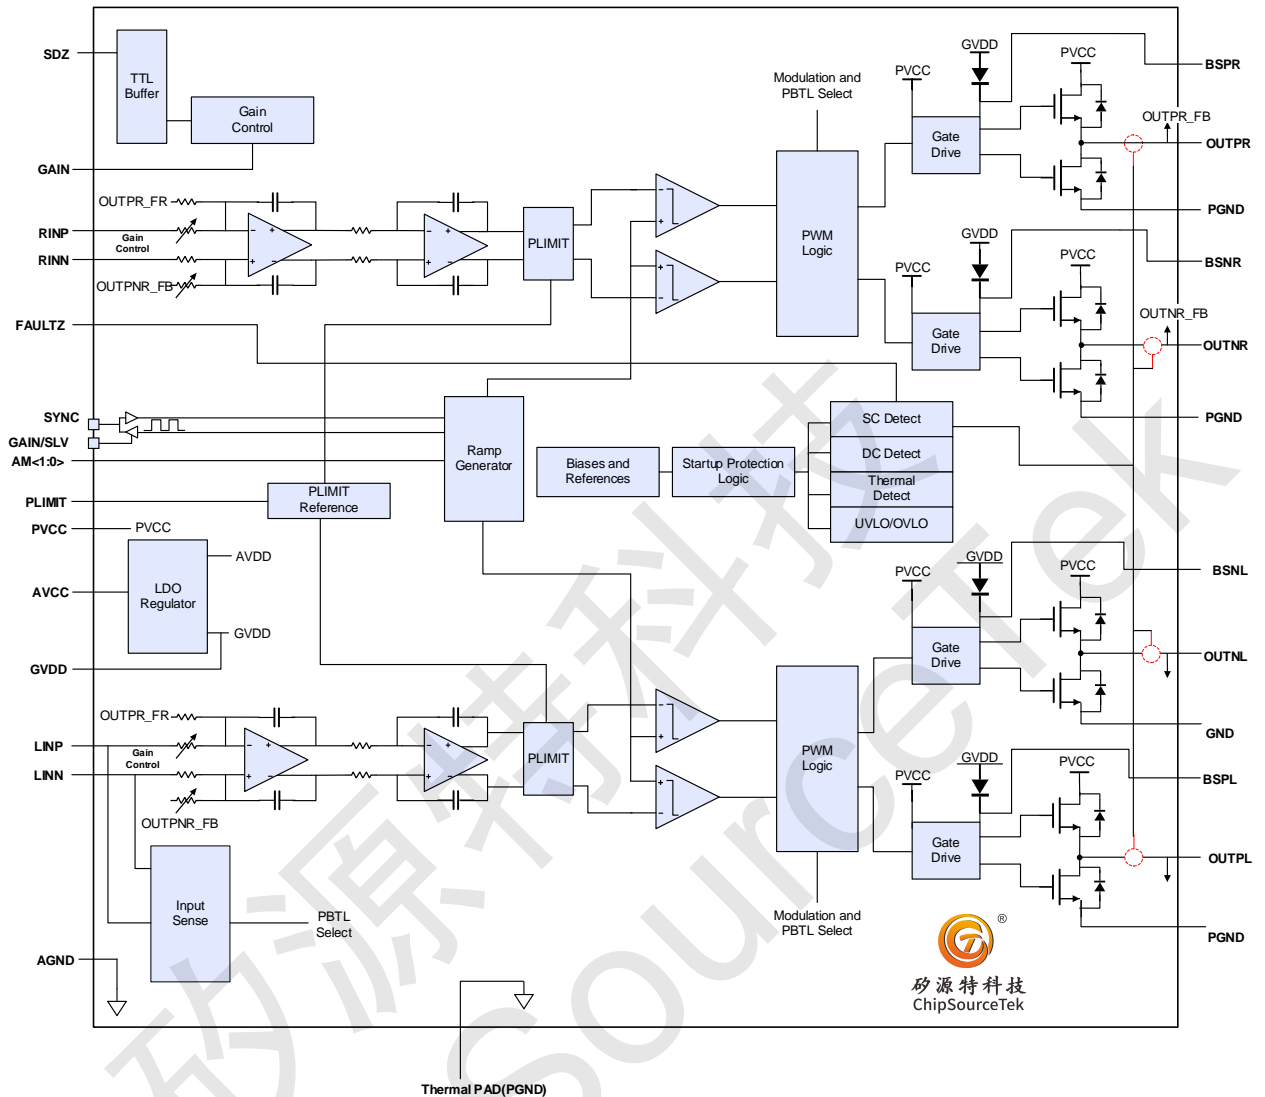 SDZ
TTL
Buffer
Gain
Control
GAIN
OUTPR_FR
RINP
Gain
Control
RINN
OUTPNR_FB
FAULTZ
PLIMIT
Modulation and
PBTL Select
PWM
Logic
PVCC
GVDD
Gate
Drive
PVCC
BSPR
OUTPR_FB
OUTPR
PGND
PVCC
GVDD
Gate
Drive
PVCC
BSNR
OUTNR_FB
OUTNR
PGND
SYNC
GAIN/SLV
AM<1:0>
Ramp
Generator
PLIMIT
PLIMIT
Reference
Biases and
References
Startup Protection
Logic
SC Detect
DC Detect
Thermal
Detect
UVLO/OVLO
PVCC
PVCC
AVCC
LDO
Regulator
AVDD
GVDD
GVDD
PVCC
GVDD
Gate
Drive
PVCC
BSNL
OUTNL
GND
OUTPR_FR
LINP
Gain
Control
LINN
OUTPNR_FB
PLIMIT
PWM
Logic
Modulation and
PBTL Select
PVCC
GVDD
Gate
Drive
PVCC
BSPL
OUTPL
PGND
Input
Sense
PBTL
Select
AGND
Thermal PAD(PGND)
®
矽源特科技
ChipSourceTek
矽源特科技
SourceTek